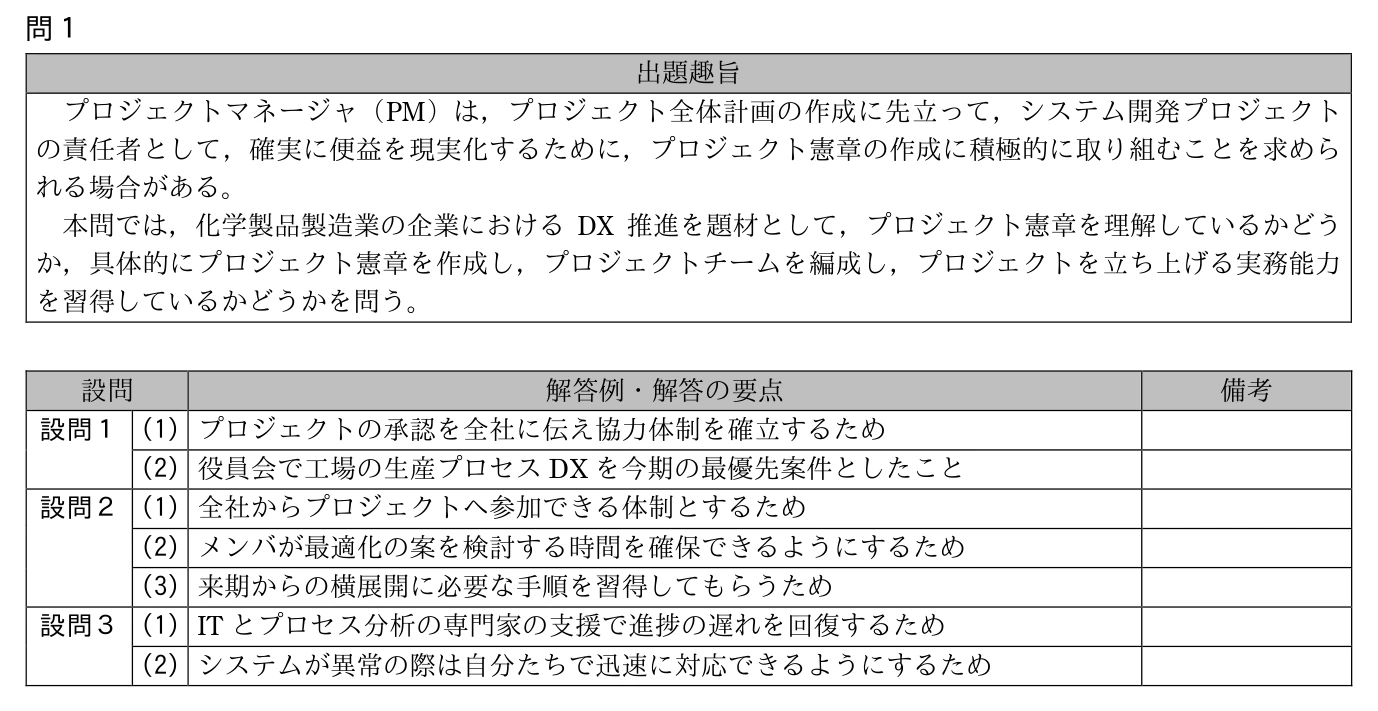 問1
出題趣旨
プロジェクトマネージャ（PM）は，プロジェクト全体計画の作成に先立って，システム開発プロジェクト
の責任者として，確実に便益を現実化するために，プロジェクト憲章の作成に積極的に取り組むことを求めら
れる場合がある。
本問では，化学製品製造業の企業における DX 推進を題材として，プロジェクト憲章を理解しているかどう
か，具体的にプロジェクト憲章を作成し，プロジェクトチームを編成し，プロジェクトを立ち上げる実務能力
を習得しているかどうかを問う。
設問 解答例・解答の要点 備考
設問1 (1) プロジェクトの承認を全社に伝え協力体制を確立するため
(2) 役員会で工場の生産プロセス DX を今期の最優先案件としたこと
設問2 (1) 全社からプロジェクトへ参加できる体制とするため
(2) メンバが最適化の案を検討する時間を確保できるようにするため
(3) 来期からの横展開に必要な手順を習得してもらうため
設問3 (1) IT とプロセス分析の専門家の支援で進捗の遅れを回復するため
(2) システムが異常の際は自分たちで迅速に対応できるようにするため